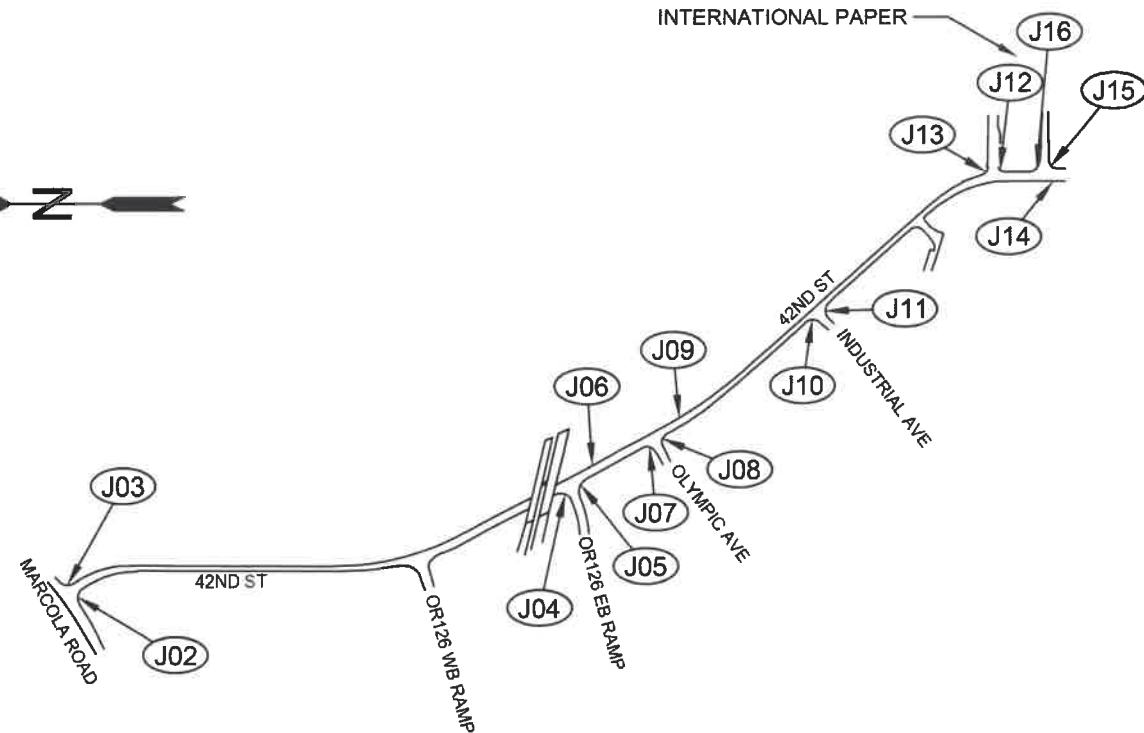 INTERNATIONAL PAPER
J16
J12
J15
J13
N
J14
42ND ST
J11
J09
INDUSTRIAL AVE
J10
J06
J08
J03
J07
OLYMPIC AVE
J05
42ND ST
MARCOLA ROAD
J04
OR126 EB RAMP
J02
OR126 WB RAMP